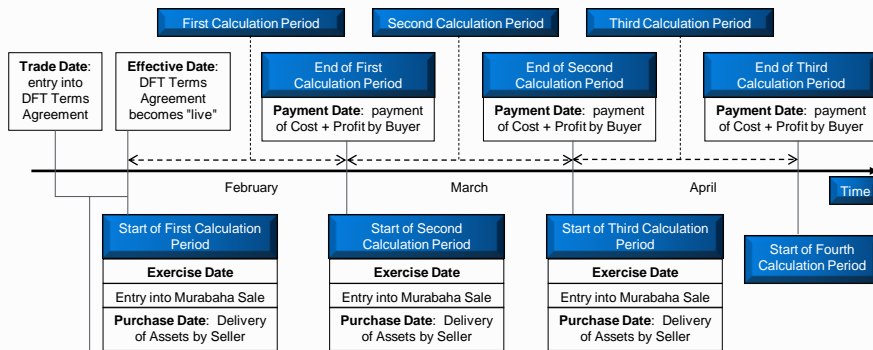 First Calculation Period
Second Calculation Period
Third Calculation Period
Trade Date:
entry into
DFT Terms
Agreement
Effective Date:
DFT Terms
Agreement
becomes "live"
End of First
Calculation Period
Payment Date: payment
of Cost + Profit by Buyer
End of Second
Calculation Period
Payment Date: payment
of Cost + Profit by Buyer
End of Third
Calculation Period
Payment Date: payment
of Cost + Profit by Buyer
February
March
April
Time
Start of First Calculation
Period
Exercise Date
Entry into Murabaha Sale
Purchase Date: Delivery
of Assets by Seller
Start of Second
Calculation Period
Exercise Date
Entry into Murabaha Sale
Purchase Date: Delivery
of Assets by Seller
Start of Third Calculation
Period
Exercise Date
Entry into Murabaha Sale
Purchase Date: Delivery
of Assets by Seller
Start of Fourth
Calculation Period